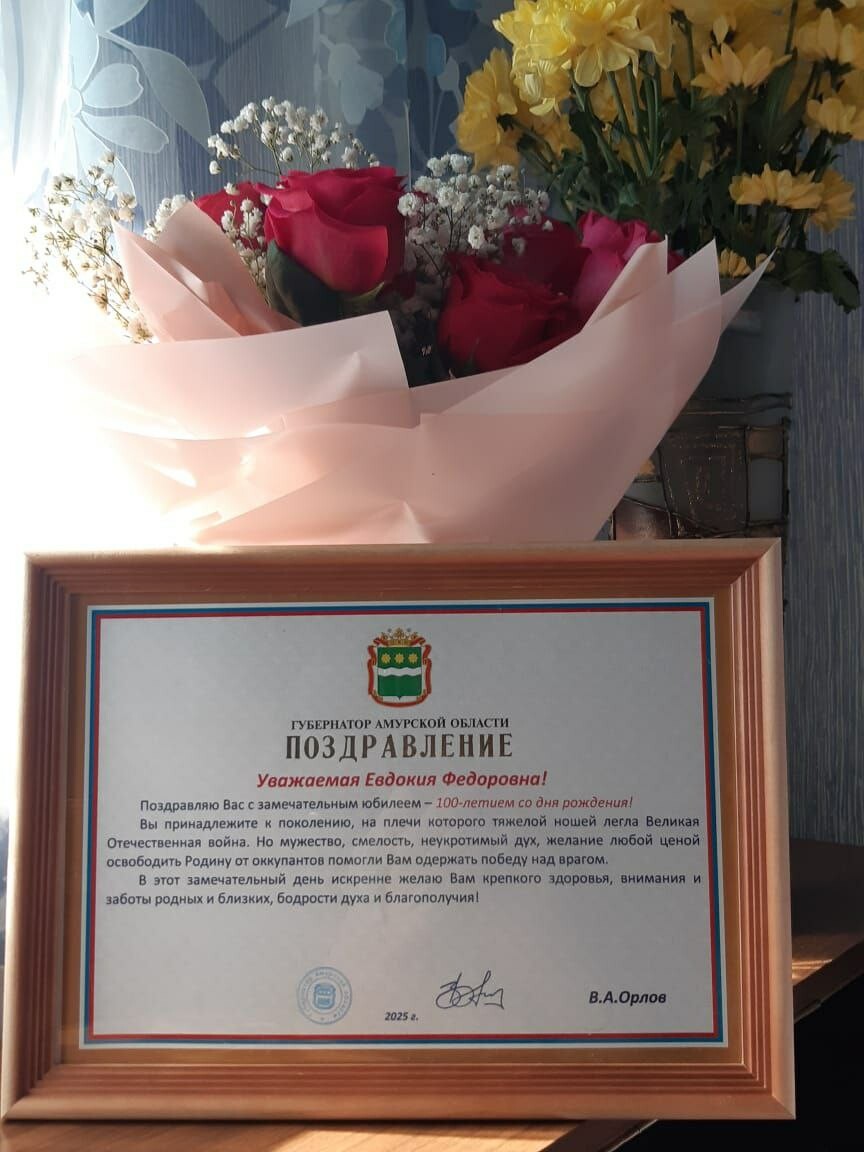 ГУБЕРНАТОР АМУРСКОЙ ОБЛАСТИ
ПОЗДРАВЛЕНИЕ
Уважаемая Евдокия Федоровна!
Поздравляю Вас с замечательным юбилеем – 100-летием со дня рождения!
Вы принадлежите к поколению, на плечи которого тяжелой ношей легла Великая
Отечественная война. Но мужество, смелость, неукротимый дух, желание любой ценой
освободить Родину от оккупантов помогли Вам одержать победу над врагом.
В этот замечательный день искренне желаю Вам крепкого здоровья, внимания и
заботы родных и близких, бодрости духа и благополучия!
2025 г.
В.А.Орлов